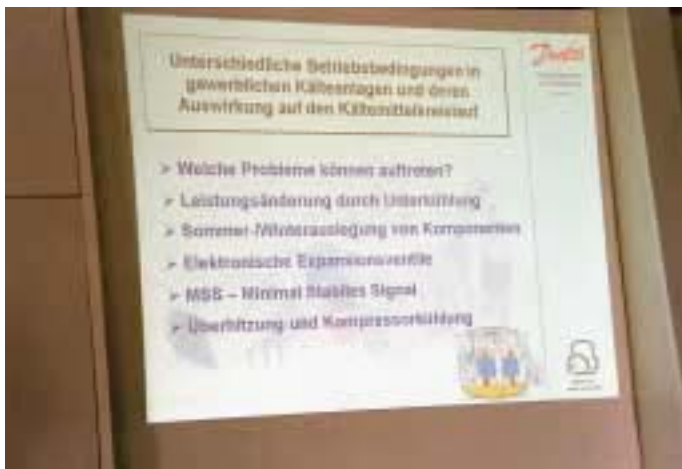 Unterschiedliche Betriebsbedingungen in
gewerblichen Kälteanlagen und deren
Auswirkung auf den Kältemittelkreislauf
Danfoss
➢ Welche Probleme können auftreten?
➢ Leistungsänderung durch Unterkühlung
➢ Sommer-/Winterauslegung von Komponenten
➢ Elektronische Expansionsventile
➢ MSS – Minimal Stabiles Signal
➢ Überhitzung und Kompressorkühlung